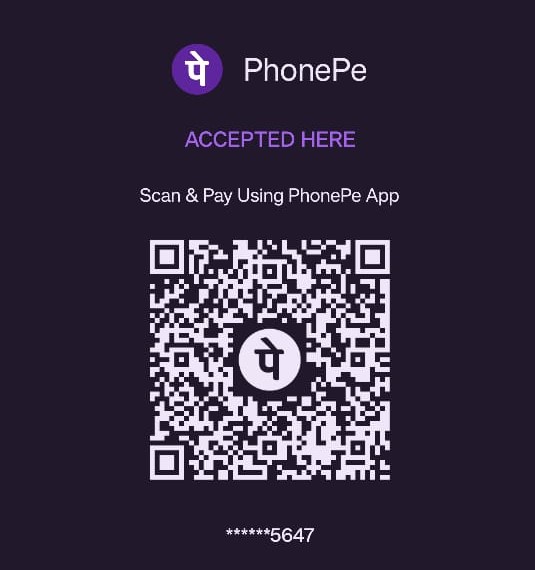 पे PhonePe
ACCEPTED HERE
Scan & Pay Using PhonePe App
पे
******5647